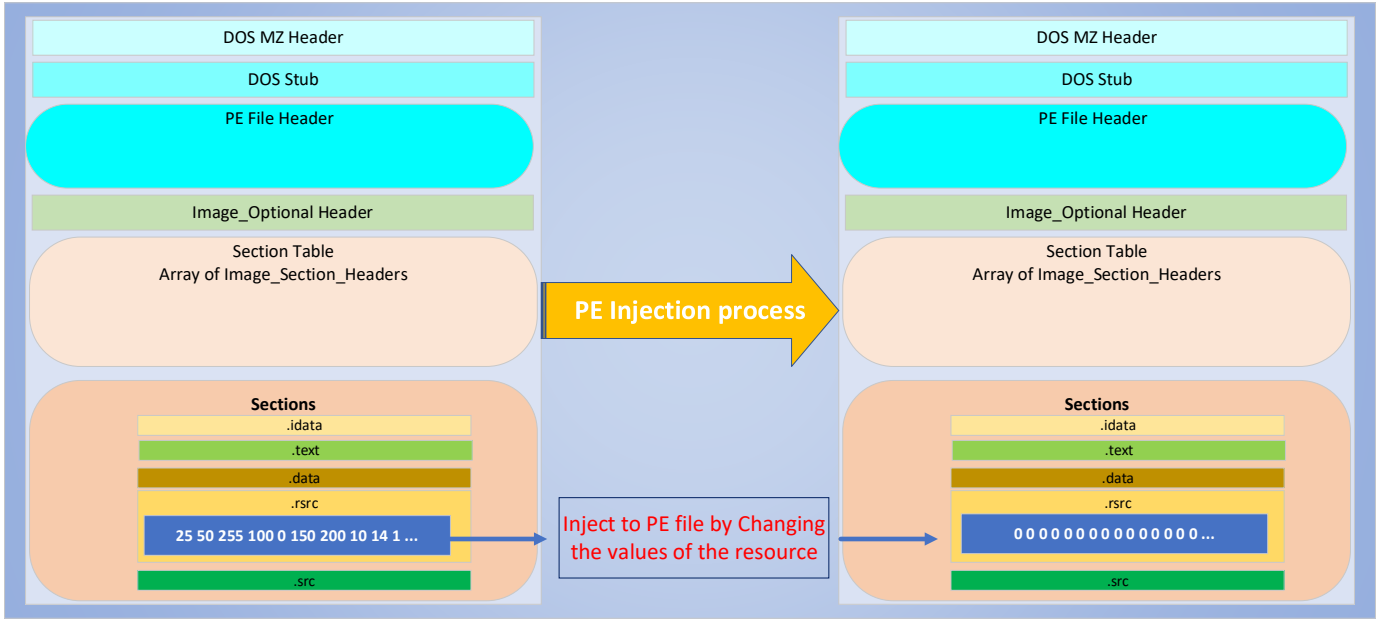 DOS MZ Header
DOS Stub
PE File Header
Image_Optional Header
Section Table
Array of Image_Section_Headers
Sections
.idata
.text
.data
.rsrc
25 50 255 100 0 150 200 10 14 1 ...
.src
PE Injection process
Inject to PE file by Changing
the values of the resource
DOS MZ Header
DOS Stub
PE File Header
Image_Optional Header
Section Table
Array of Image_Section_Headers
Sections
.idata
.text
.data
.rsrc
0 0 0 0 0 0 0 0 0 0 0 0 0 0 0 ...
.src